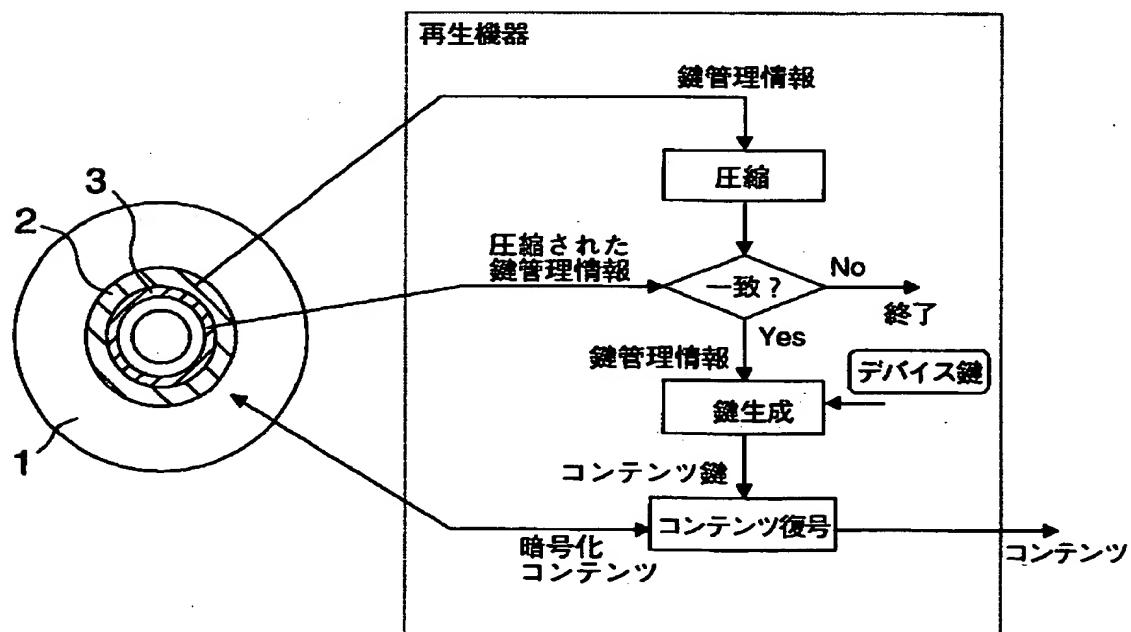 再生機器
鍵管理情報
圧縮
3
2
圧縮された
鍵管理情報
一致?
No
終了
Yes
鍵管理情報
デバイス鍵
鍵生成
1
コンテンツ鍵
コンテンツ復号
暗号化
コンテンツ
コンテンツ